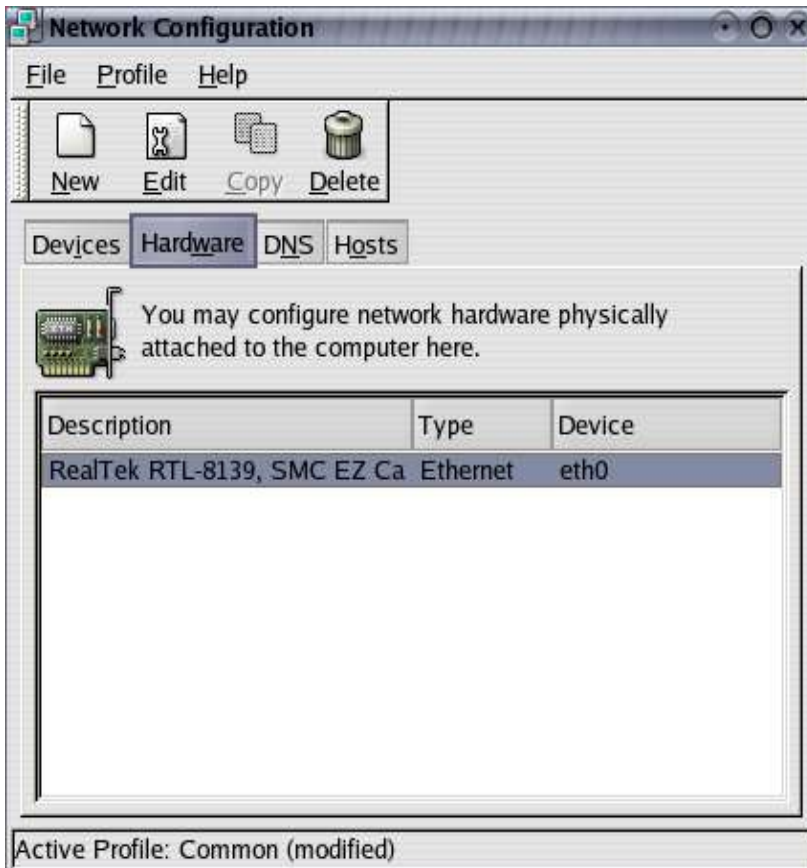 Network Configuration
File Profile Help
New Edit Copy Delete
Devices Hardware DNS Hosts
You may configure network hardware physically
attached to the computer here.
Description Type Device
RealTek RTL-8139, SMC EZ Ca Ethernet eth0
Active Profile: Common (modified)